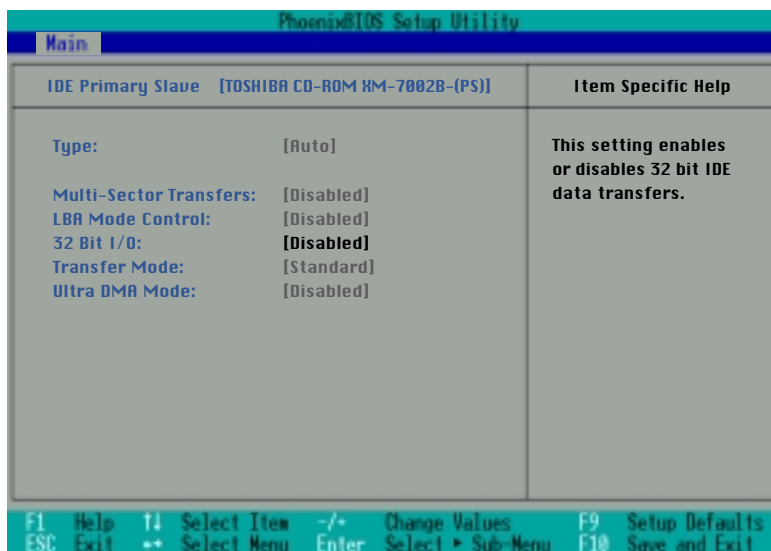 PhoenixBIOS Setup Utility
Main
IDE Primary Slave [TOSHIBA CD-ROM XM-7002B-(PS)]
Item Specific Help
Type: [Auto]
Multi-Sector Transfers: [Disabled]
LBA Mode Control: [Disabled]
32 Bit I/O: [Disabled]
Transfer Mode: [Standard]
Ultra DMA Mode: [Disabled]
This setting enables
or disables 32 bit IDE
data transfers.
F1 Help ↑↓ Select Item -/+ Change Values F9 Setup Defaults
ESC Exit ↔ Select Menu Enter Select ► Sub-Menu F10 Save and Exit